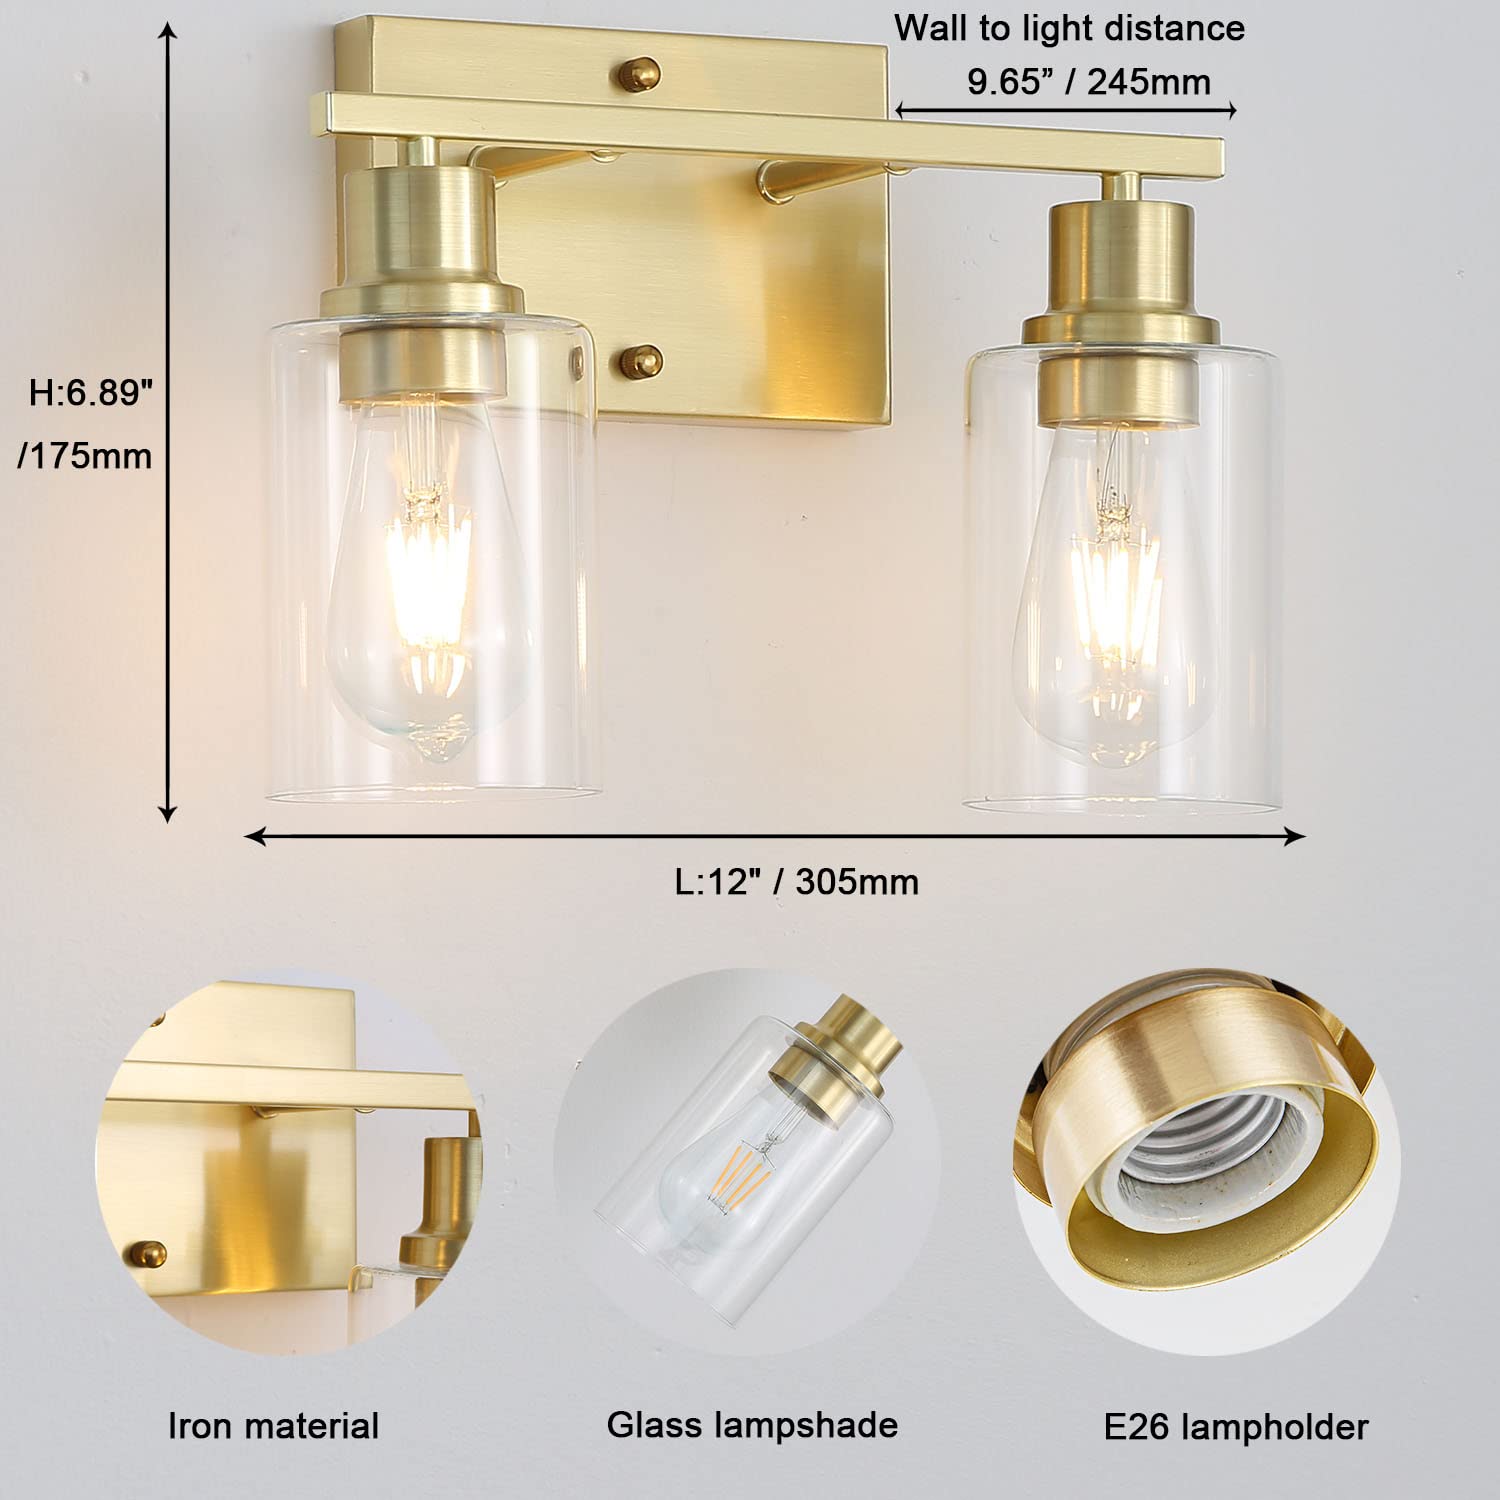 Wall to light distance
9.65” / 245mm
H:6.89"
/175mm
L:12" / 305mm
Iron material
Glass lampshade
E26 lampholder